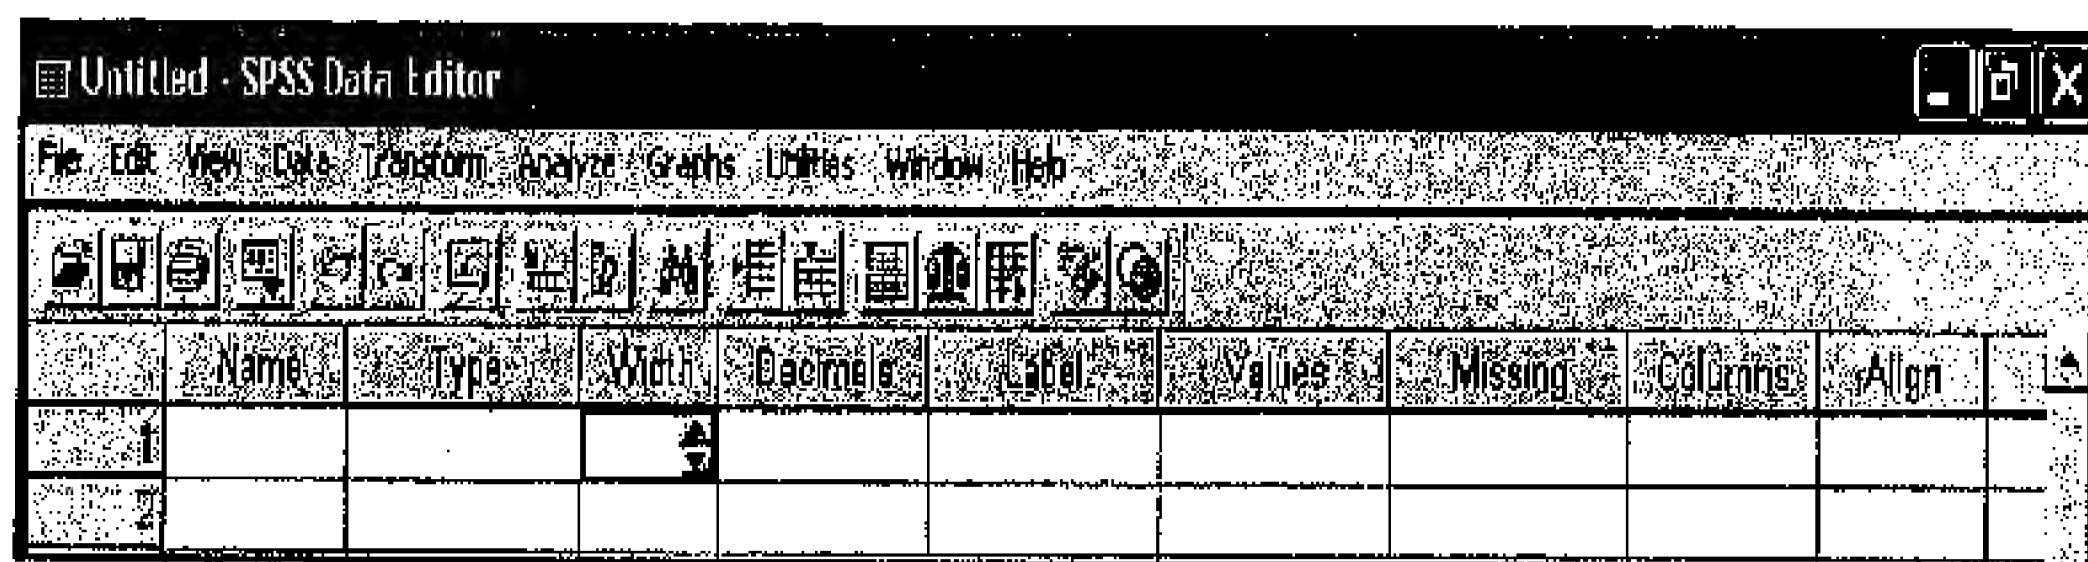 Untitled - SPSS Data Editor
File Edit View Data Transform Analyze Graphs Utilities Window Help
Name Type Width Decimals Label Values Missing Columns Align
1
2